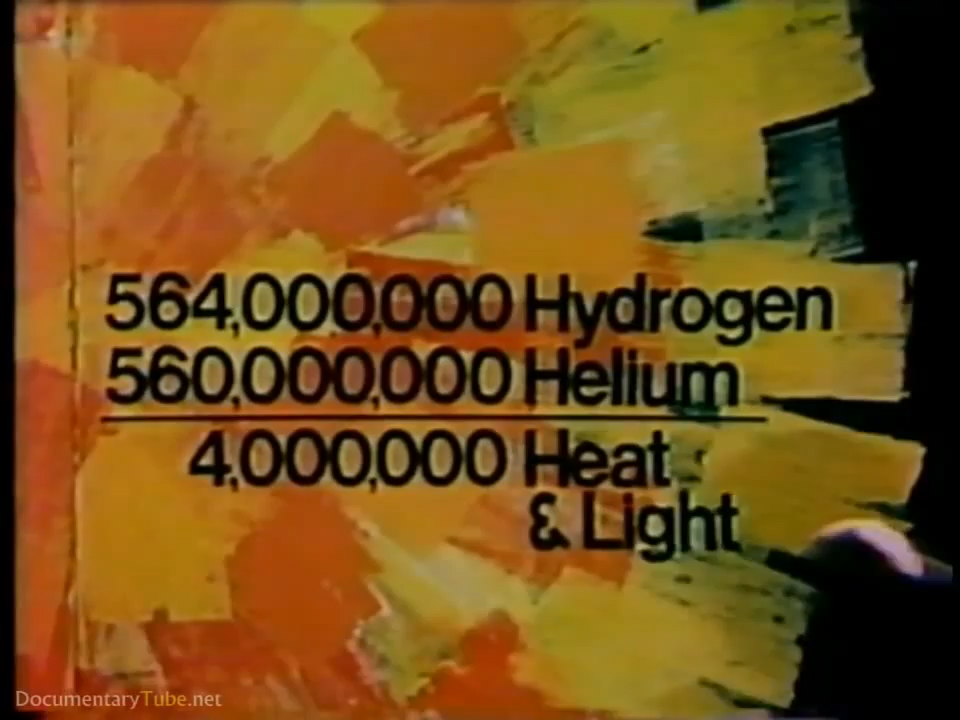 564,000,000 Hydrogen
560,000,000 Helium
4,000,000 Heat
& Light
DocumentaryTube.net